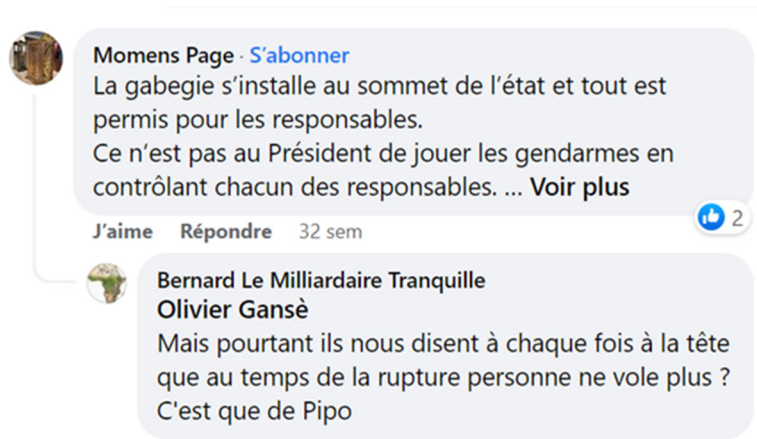 Momens Page · S'abonner
La gabegie s'installe au sommet de l'état et tout est
permis pour les responsables.
Ce n'est pas au Président de jouer les gendarmes en
contrôlant chacun des responsables. ... Voir plus
2
J'aime Répondre 32 sem
Bernard Le Milliardaire Tranquille
Olivier Gansè
Mais pourtant ils nous disent à chaque fois à la tête
que au temps de la rupture personne ne vole plus ?
C'est que de Pipo